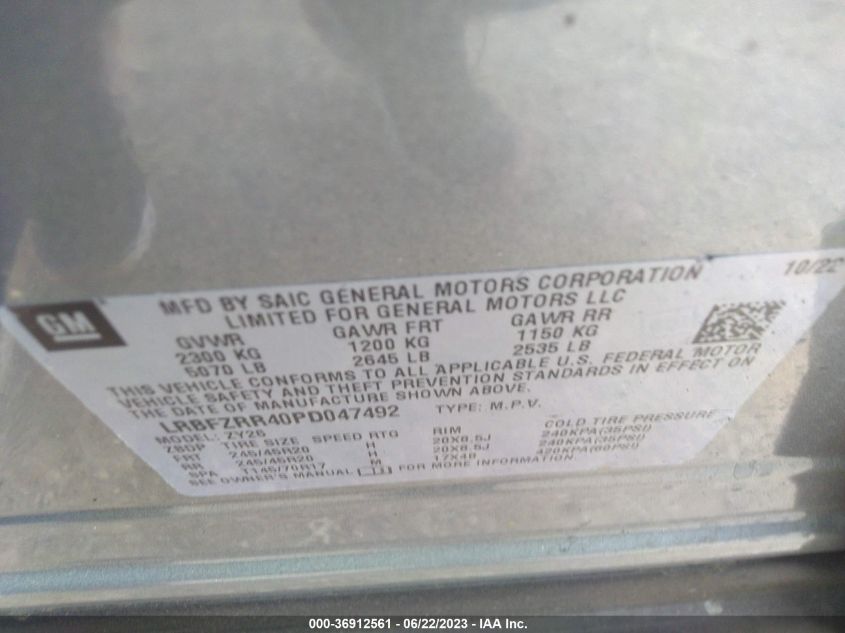 GM
MFD BY SAIC GENERAL MOTORS CORPORATION 10/22
LIMITED FOR GENERAL MOTORS LLC
GVWR GAWR FRT GAWR RR
2300 KG 1200 KG 1150 KG
5070 LB 2645 LB 2535 LB
THIS VEHICLE CONFORMS TO ALL APPLICABLE U.S. FEDERAL MOTOR
VEHICLE SAFETY AND THEFT PREVENTION STANDARDS IN EFFECT ON
THE DATE OF MANUFACTURE SHOWN ABOVE.
LRBFZRR40PD047492 TYPE: M.P.V.
MODEL: ZY26
ZBDP TIRE SIZE SPEED RTG RIM COLD TIRE PRESSURE
FRT 245/45R20 H 20X8.5J 240KPA(35PSI)
RR 245/45R20 H 20X8.5J 240KPA(35PSI)
SPA T145/70R17 M 17X4B 420KPA(60PSI)
SEE OWNER'S MANUAL FOR MORE INFORMATION.
000-36912561 - 06/22/2023 - IAA Inc.